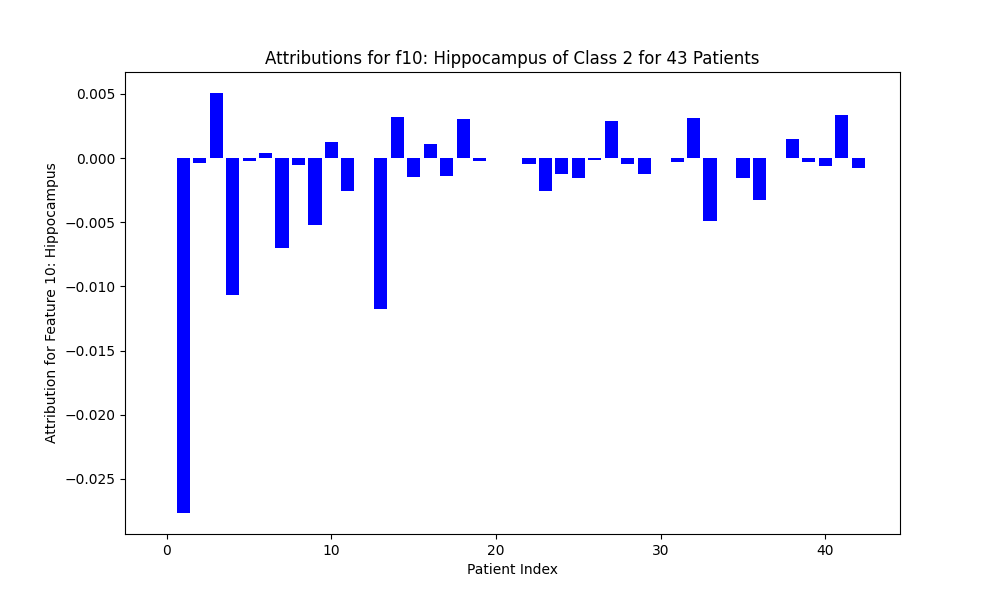 Attributions for f10: Hippocampus of Class 2 for 43 Patients
Attribution for Feature 10: Hippocampus
0.005
0.000
−0.005
−0.010
−0.015
−0.020
−0.025
0 10 20 30 40
Patient Index